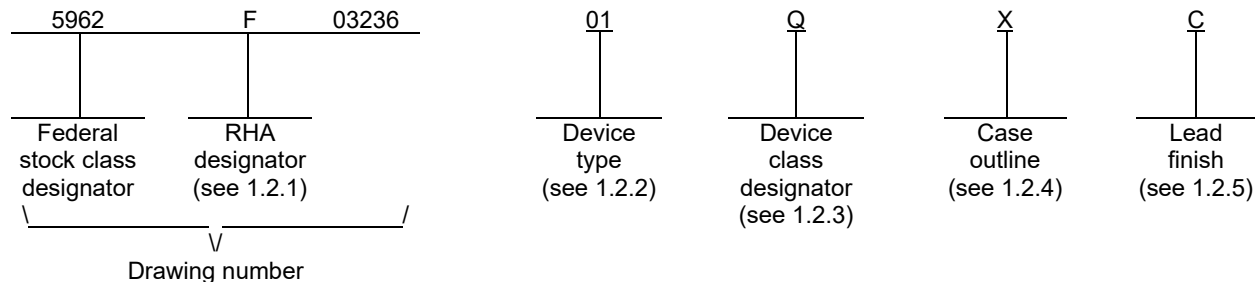 5962 F 03236 01 Q X C
Federal stock class designator
RHA designator (see 1.2.1)
Device type (see 1.2.2)
Device class designator (see 1.2.3)
Case outline (see 1.2.4)
Lead finish (see 1.2.5)
\ /
\/
Drawing number